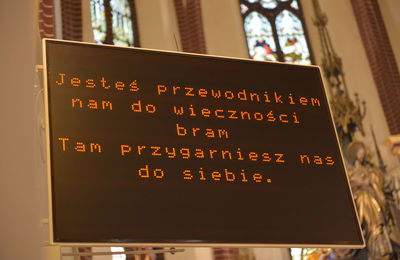 Jesteś przewodnikiem
nam do wieczności
bram
Tam przygarniesz nas
do siebie.